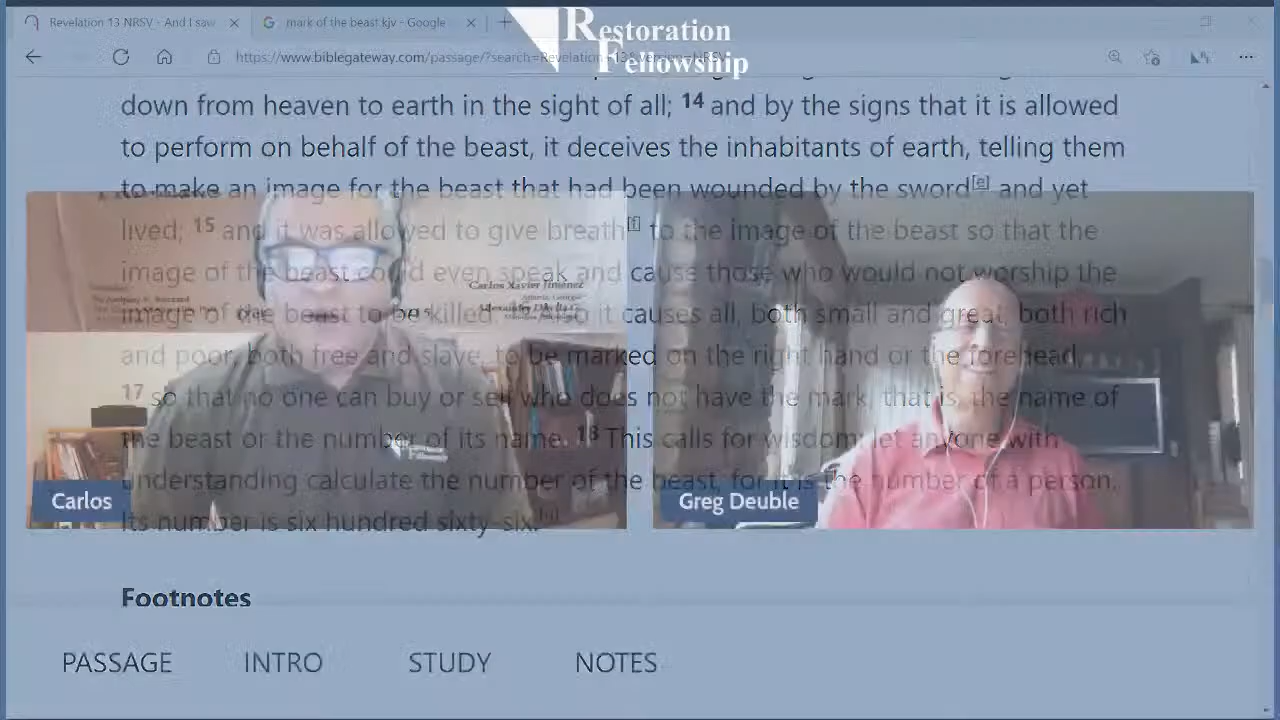 Revelation 13 NRSV - And I saw
mark of the beast kjv - Google
Restoration
Fellowship
https://www.biblegateway.com/passage/?search=Revelation
down from heaven to earth in the sight of all; 14 and by the signs that it is allowed
to perform on behalf of the beast, it deceives the inhabitants of earth, telling them
to make an image for the beast that had been wounded by the sword[e] and yet
lived; 15 and it was allowed to give breath[f] to the image of the beast so that the
image of the beast could even speak and cause those who would not worship the
image of the beast to be killed. so it causes all, both small and great, both rich
and poor, both free and slave, to be marked on the right hand or the forehead,
17 so that no one can buy or sell who does not have the mark, that is, the name of
the beast or the number of its name. 18 This calls for wisdom: let anyone with
understanding calculate the number of the beast, for it is the number of a person.
Its number is six hundred sixty-six.
Carlos Xavier Jimenez
Carlos
Greg Deuble
Footnotes
PASSAGE INTRO STUDY NOTES